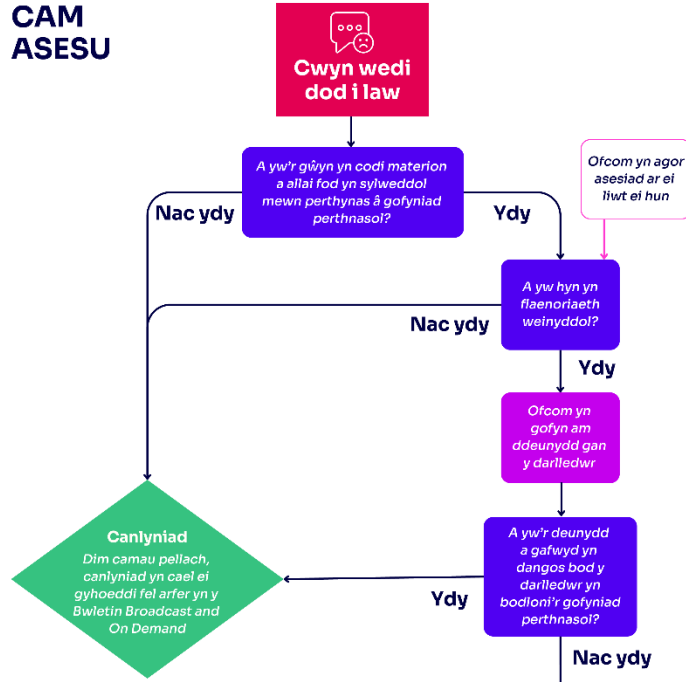 CAM
ASESU
Cwyn wedi
dod i law
A yw'r gŵyn yn codi materion
a allai fod yn sylweddol
mewn perthynas â gofyniad
perthnasol?
Ofcom yn agor
asesiad ar ei
liwt ei hun
Nac ydy
Ydy
A yw hyn yn
flaenoriaeth
weinyddol?
Nac ydy
Ydy
Ofcom yn
gofyn am
ddeunydd gan
y darlledwr
A yw'r deunydd
a gafwyd yn
dangos bod y
darlledwr yn
bodloni'r gofyniad
perthnasol?
Canlyniad
Dim camau pellach,
canlyniad yn cael ei
gyhoeddi fel arfer yn y
Bwletin Broadcast and
On Demand
Ydy
Nac ydy